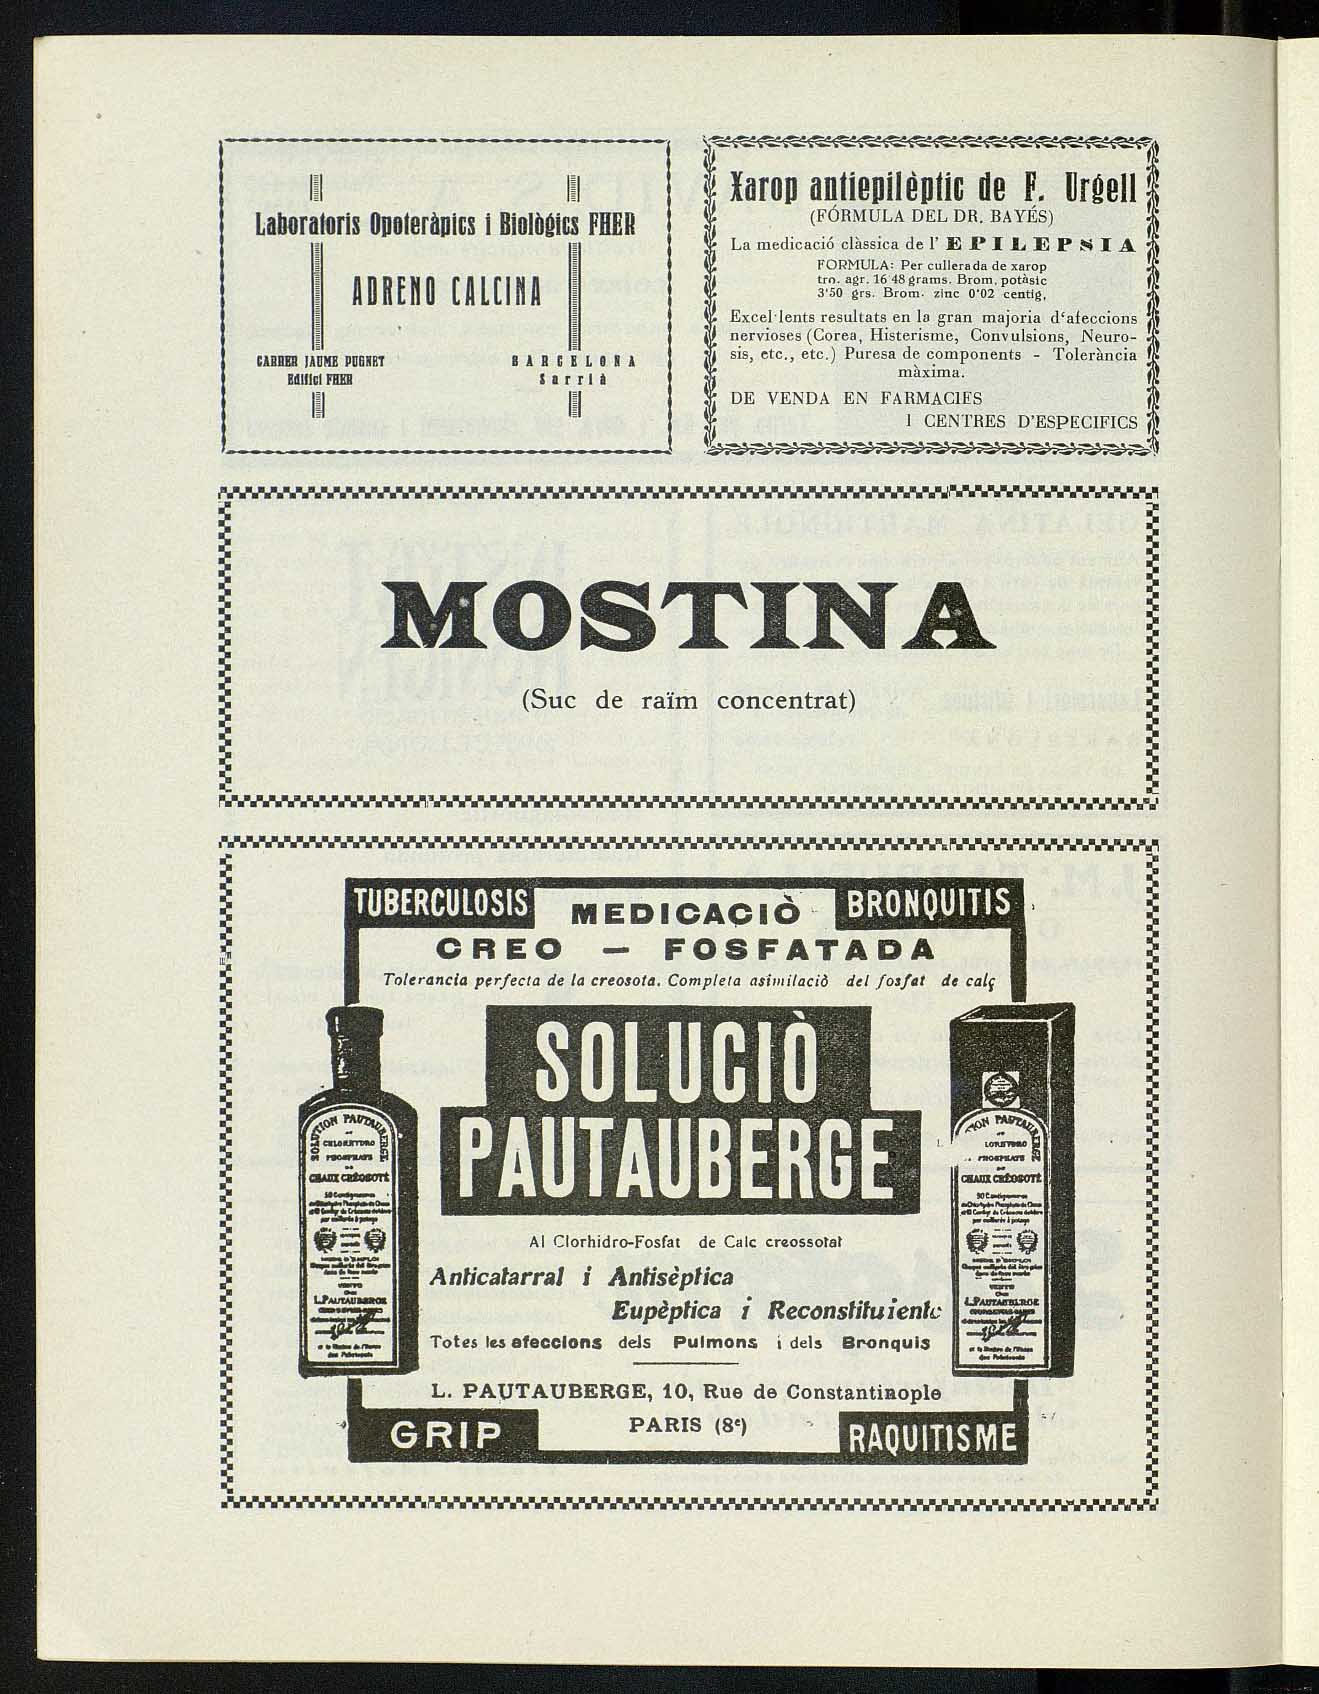 Laboratoris Opoteràpics i Biològics FHER
ADRENO CALCINA
CARRER JAUME PUGNET
Edifici FHER
BARCELONA
Sarrià
Xarop antiepilèptic de F. Urgell
(FÓRMULA DEL DR. BAYÉS)
La medicació clàssica de l' EPILEPSIA
FORMULA: Per cullerada de xarop
trn. agr. 16'48 grams. Brom. potàsic
3'50 grs. Brom. zinc 0'02 centig,
Excel·lents resultats en la gran majoria d‘afeccions
nervioses (Corea, Histerisme, Convulsions, Neuro-
sis, etc., etc.) Puresa de components - Tolerància
màxima.
DE VENDA EN FARMACIES
I CENTRES D'ESPECIFICS
MOSTINA
(Suc de raïm concentrat)
TUBERCULOSIS
BRONQUITIS
MEDICACIÒ
CREO — FOSFATADA
Tolerancia perfecta de la creosota. Completa asimilaciò del fosfat de calç
SOLUCIÒ
PAUTAUBERGE
SOLUTION PAUTAUBERGE
AU
CHLORHYDRO
PHOSPHATE
DE
CHAUX CRÉOSOTÉ
L. PAUTAUBERGE
Al Clorhidro-Fosfat de Calc creossotat
Anticatarral i Antisèptica
Eupèptica i Reconstituiente
Totes les afeccions dels Pulmons i dels Bronquis
L. PAUTAUBERGE, 10, Rue de Constantinople
PARIS (8ᵉ)
GRIP
RAQUITISME